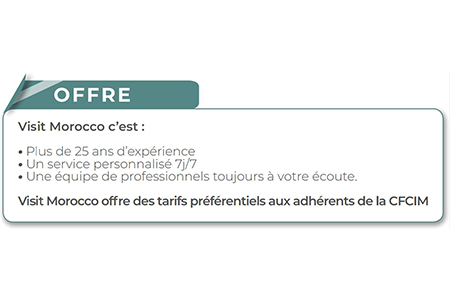 OFFRE
Visit Morocco c’est :
• Plus de 25 ans d’expérience
• Un service personnalisé 7j/7
• Une équipe de professionnels toujours à votre écoute.
Visit Morocco offre des tarifs préférentiels aux adhérents de la CFCIM